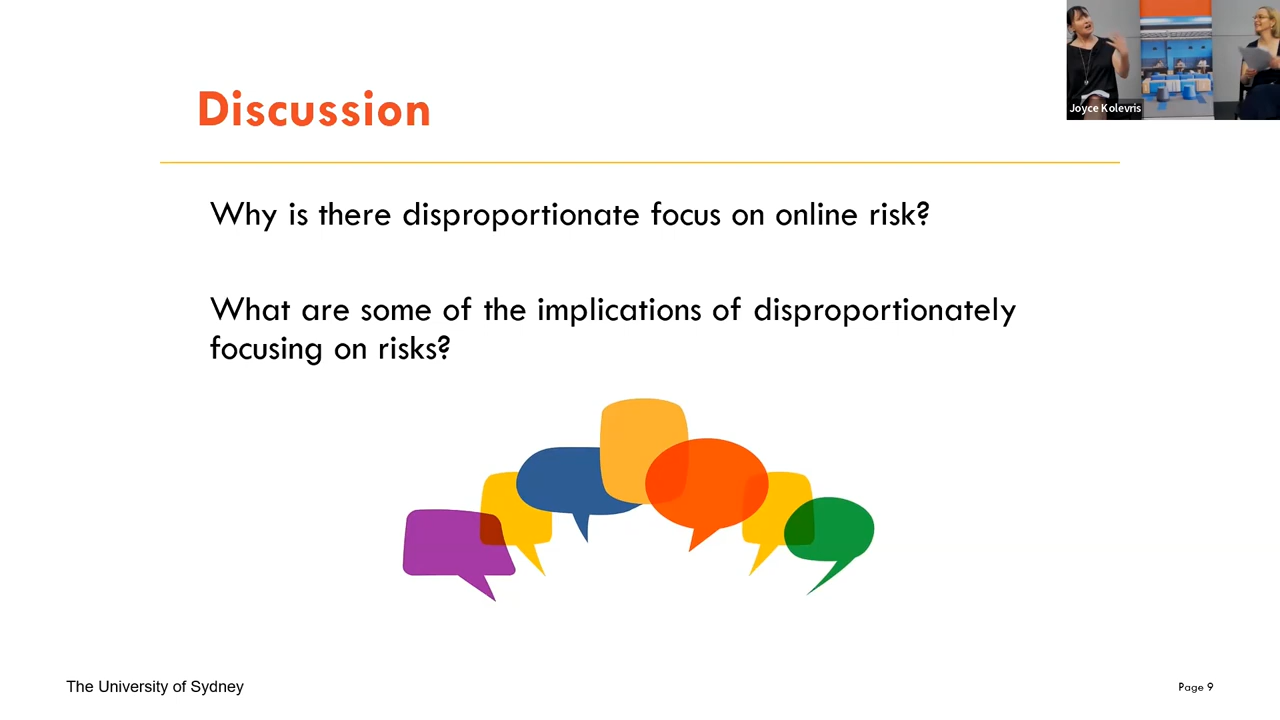 Joyce Kolevris
Discussion
Why is there disproportionate focus on online risk?
What are some of the implications of disproportionately
focusing on risks?
The University of Sydney
Page 9